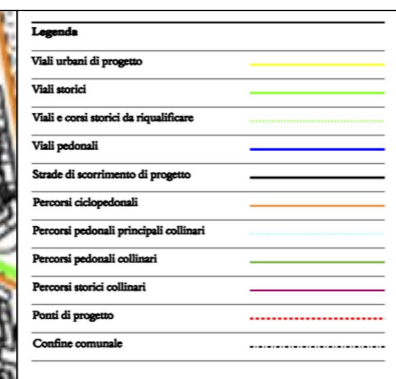 Legenda
Viali urbani di progetto
Viali storici
Viali e corsi storici da riqualificare
Viali pedonali
Strade di scorrimento di progetto
Percorsi ciclopedonali
Percorsi pedonali principali collinari
Percorsi pedonali collinari
Percorsi storici collinari
Ponti di progetto
Confine comunale